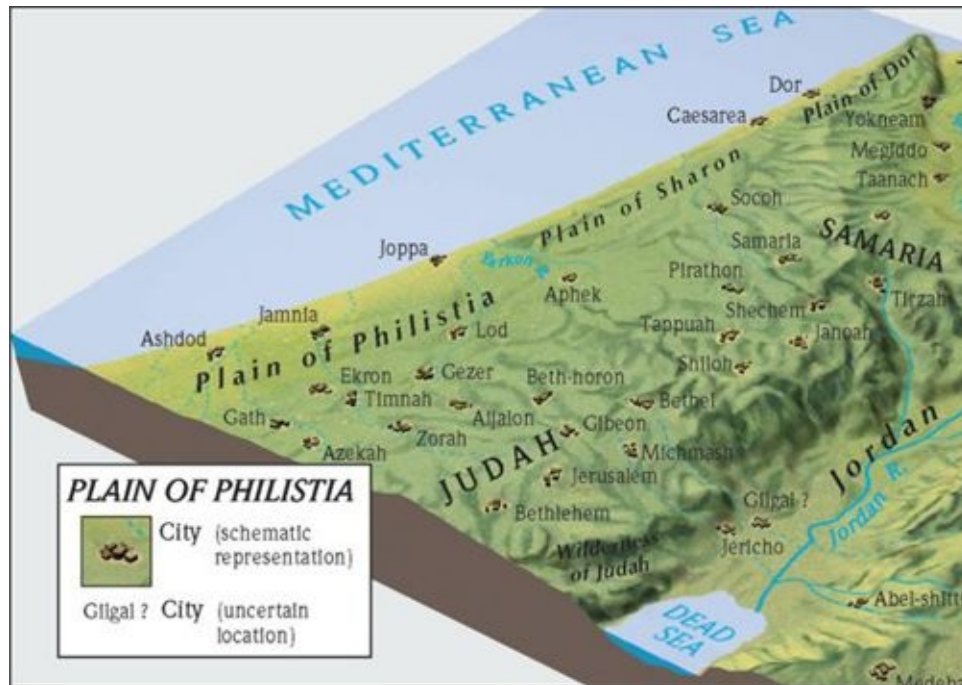 MEDITERRANEAN SEA
Dor
Plain of Dor
Caesarea
Yokneam
Megiddo
Taanach
Plain of Sharon
Socoh
Samaria
SAMARIA
Joppa
Yerkon R.
Aphek
Pirathon
Tirzah
Shechem
Jamnia
Ashdod
Plain of Philistia
Lod
Tappuah
Janoah
Shiloh
Ekron
Gezer
Beth-horon
Timnah
Aijalon
Bethel
Gath
Zorah
Gibeon
Azekah
JUDAH
Michmash
Jordan
Jerusalem
Jordan R.
Bethlehem
Gilgal ?
Jericho
Wilderness
of Judah
Abel-shitti
DEAD
SEA
Medeba
PLAIN OF PHILISTIA
City (schematic
representation)
Gilgal ? City (uncertain
location)